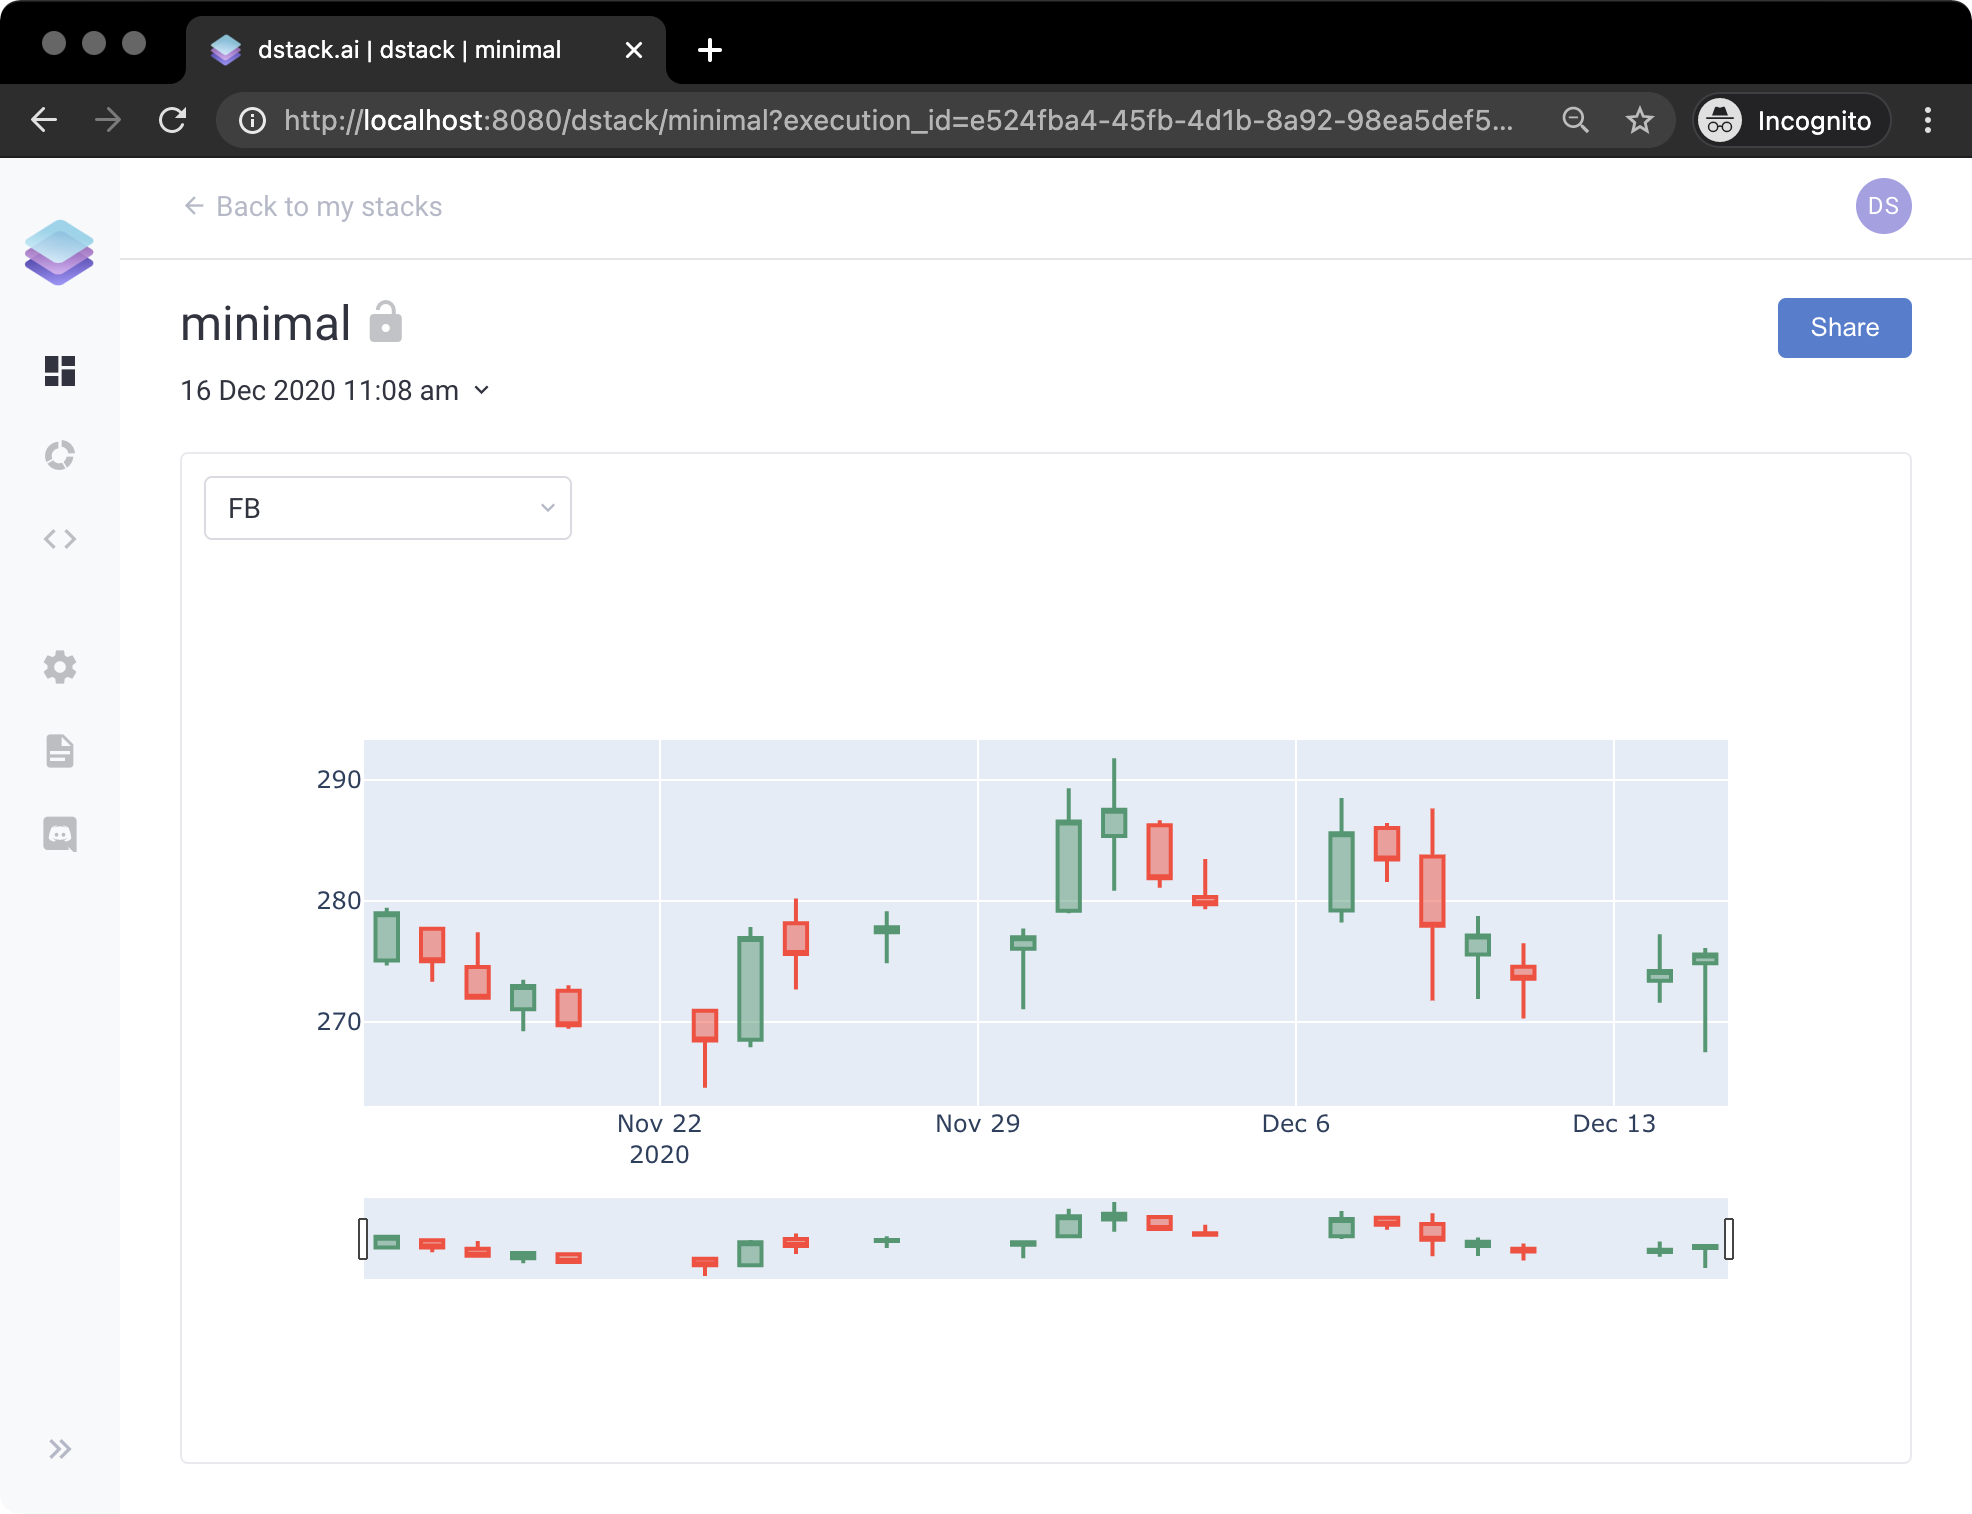 dstack.ai | dstack | minimal
http://localhost:8080/dstack/minimal?execution_id=e524fba4-45fb-4d1b-8a92-98ea5def5...
Incognito
Back to my stacks
DS
minimal
Share
16 Dec 2020 11:08 am
FB
290
280
270
Nov 22 Nov 29 Dec 6 Dec 13
2020